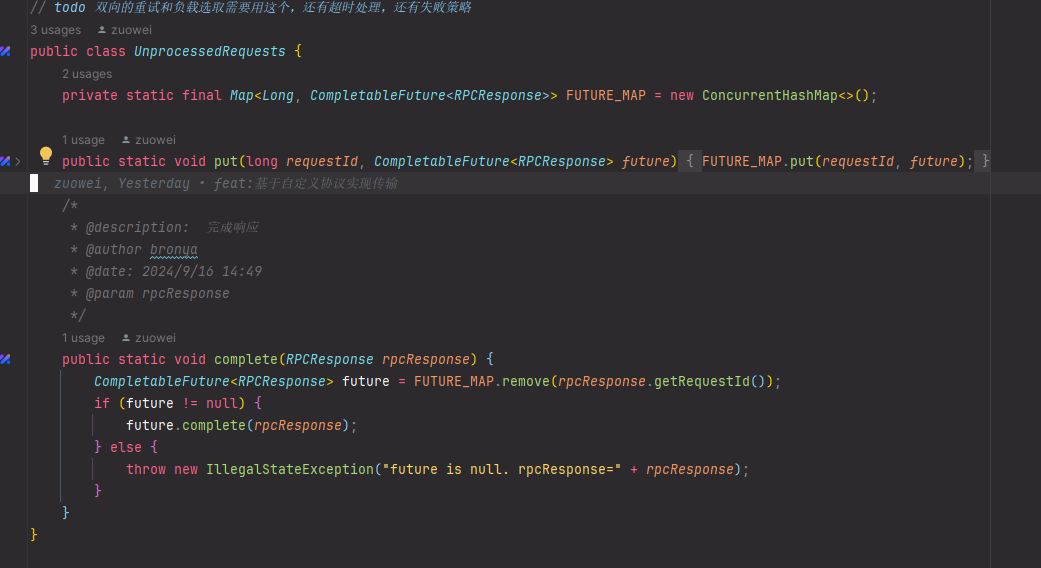 // todo 双向的重试和负载选取需要用这个，还有超时处理，还有失败策略
3 usages zuowei
public class UnprocessedRequests {
2 usages
private static final Map<Long, CompletableFuture<RPCResponse>> FUTURE_MAP = new ConcurrentHashMap<>();
1 usage zuowei
public static void put(long requestId, CompletableFuture<RPCResponse> future) { FUTURE_MAP.put(requestId, future); }
zuowei, Yesterday • feat:基于自定义协议实现传输
/*
* @description: 完成响应
* @author bronya
* @date: 2024/9/16 14:49
* @param rpcResponse
*/
1 usage zuowei
public static void complete(RPCResponse rpcResponse) {
CompletableFuture<RPCResponse> future = FUTURE_MAP.remove(rpcResponse.getRequestId());
if (future != null) {
future.complete(rpcResponse);
} else {
throw new IllegalStateException("future is null. rpcResponse=" + rpcResponse);
}
}
}